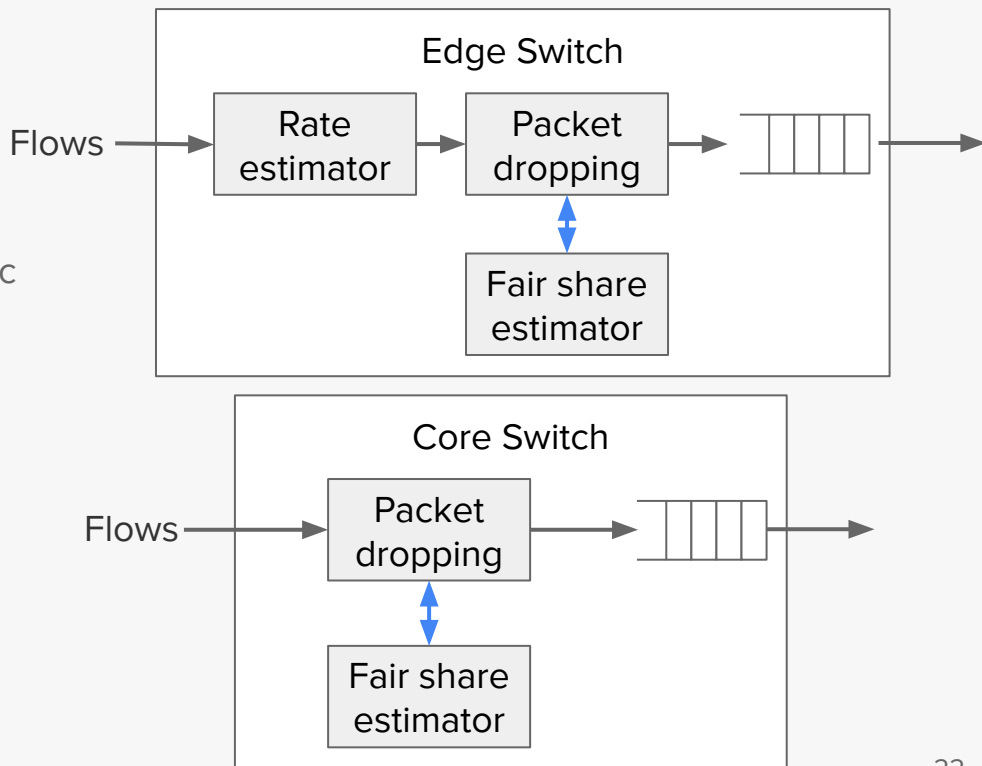 Edge Switch
Flows
Rate
estimator
Packet
dropping
c
Fair share
estimator
Core Switch
Flows
Packet
dropping
Fair share
estimator